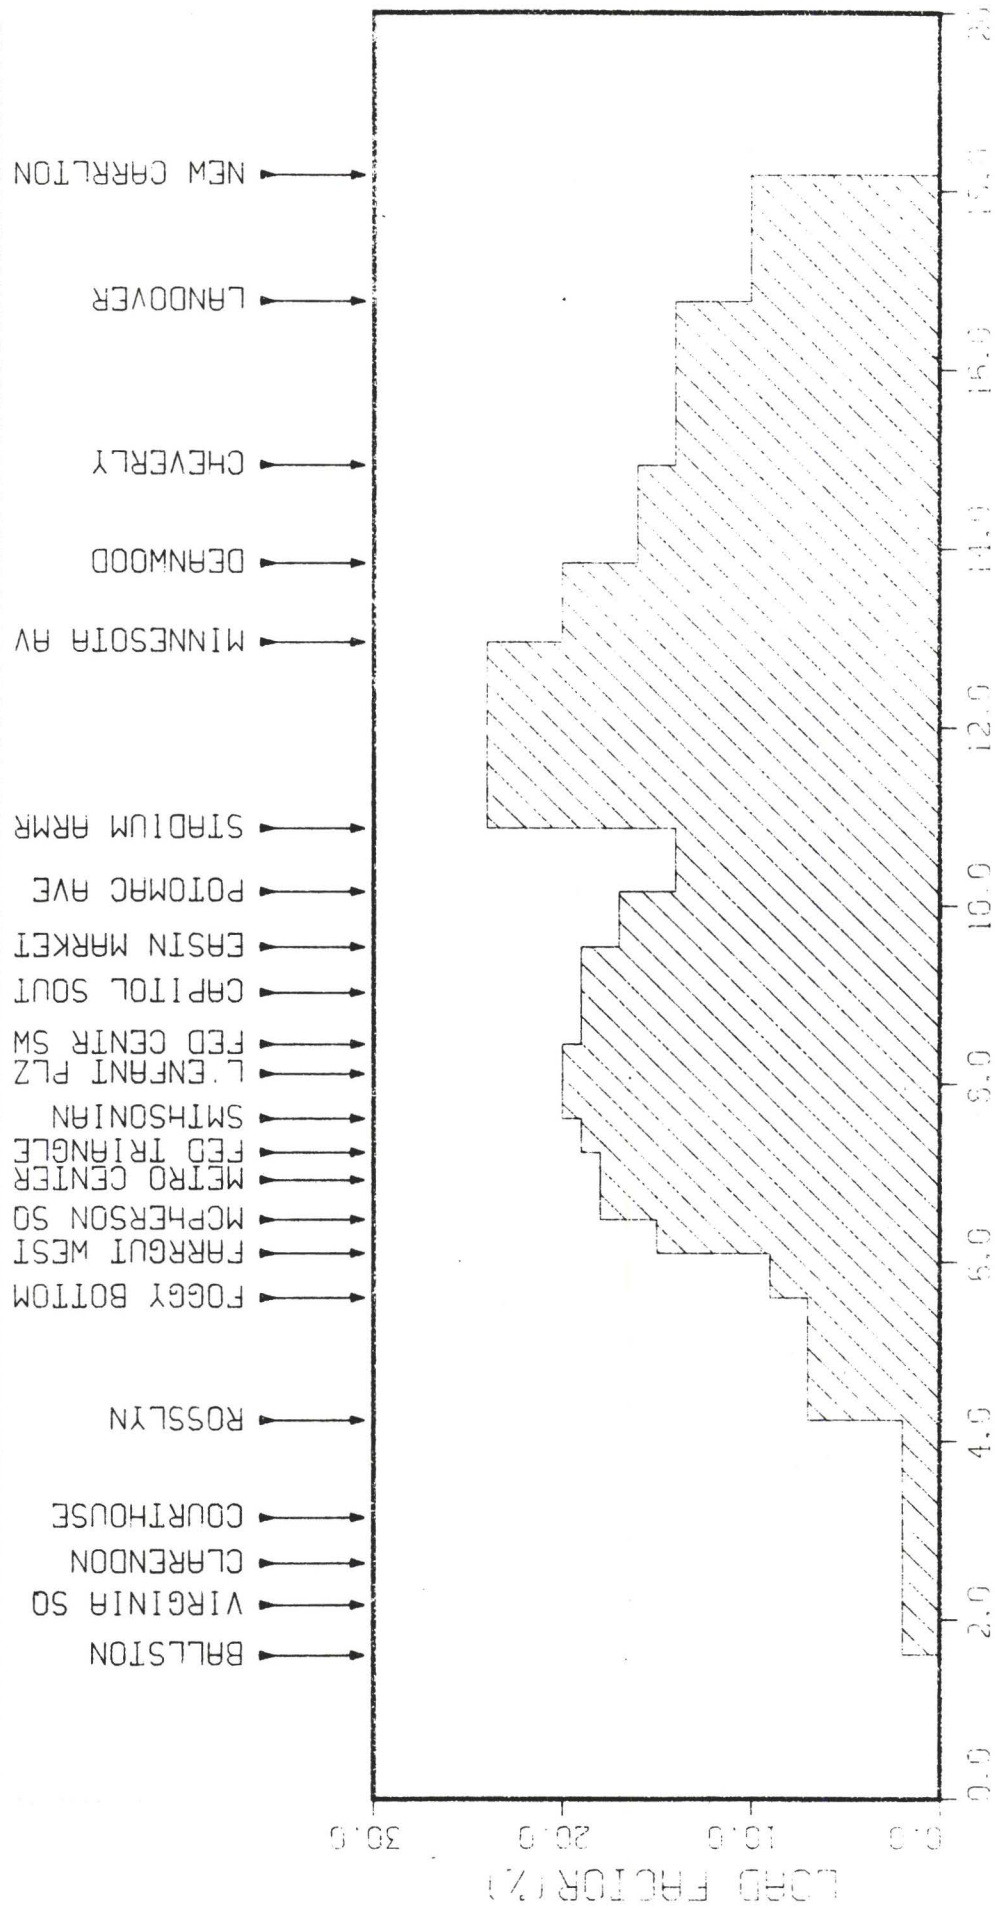 NEW CARRLTON
LANDOVER
CHEVERLY
DEANWOOD
MINNESOTA AV
STADIUM ARMR
POTOMAC AVE
EASTN MARKET
CAPITOL SOUT
FED CENTR SW
L'ENFANT PLZ
SMTHSONIAN
FED TRIANGLE
METRO CENTER
MCPHERSON SQ
FARRGUT WEST
FOGGY BOTTOM
ROSSLYN
COURTHOUSE
CLARENDON
VIRGINIA SQ
BALLSTON
16.0
12.0
10.0
8.0
6.0
4.0
2.0
0.0
30.0
20.0
10.0
0.0
LOAD FACTOR(%)